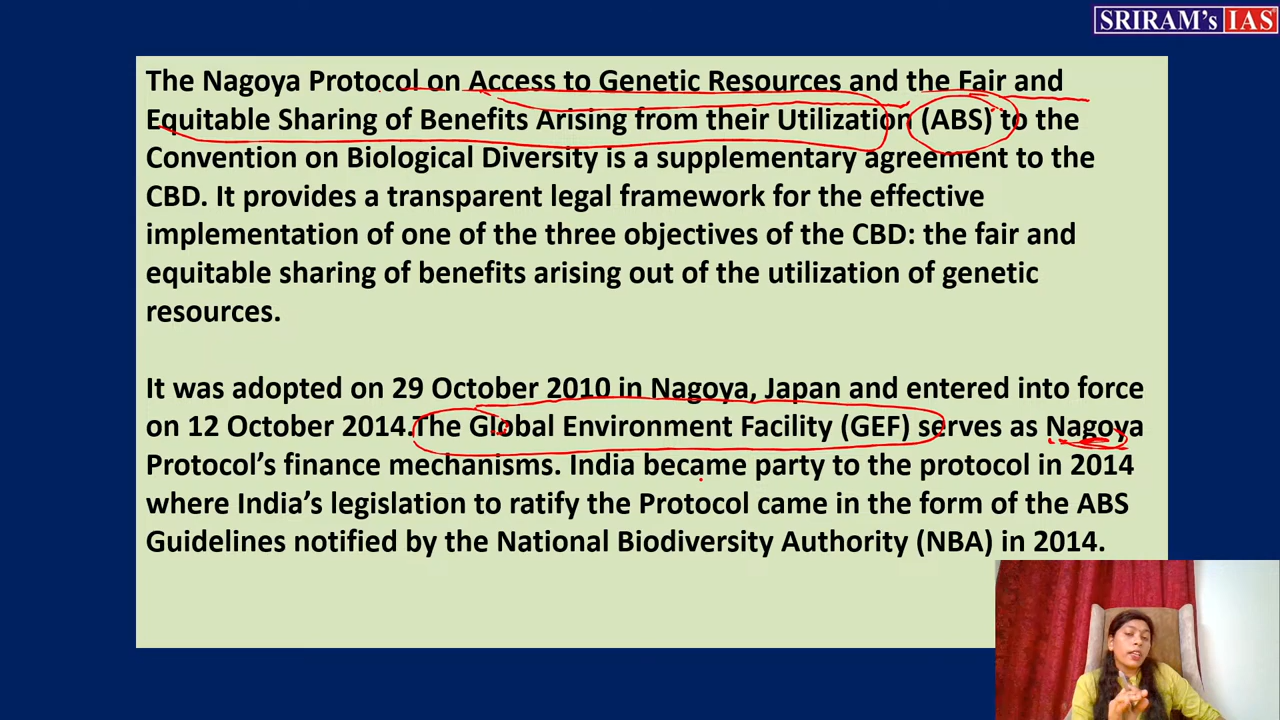 SRIRAM's IAS
The Nagoya Protocol on Access to Genetic Resources and the Fair and
Equitable Sharing of Benefits Arising from their Utilization (ABS) to the
Convention on Biological Diversity is a supplementary agreement to the
CBD. It provides a transparent legal framework for the effective
implementation of one of the three objectives of the CBD: the fair and
equitable sharing of benefits arising out of the utilization of genetic
resources.
It was adopted on 29 October 2010 in Nagoya, Japan and entered into force
on 12 October 2014.The Global Environment Facility (GEF) serves as Nagoya
Protocol's finance mechanisms. India became party to the protocol in 2014
where India's legislation to ratify the Protocol came in the form of the ABS
Guidelines notified by the National Biodiversity Authority (NBA) in 2014.